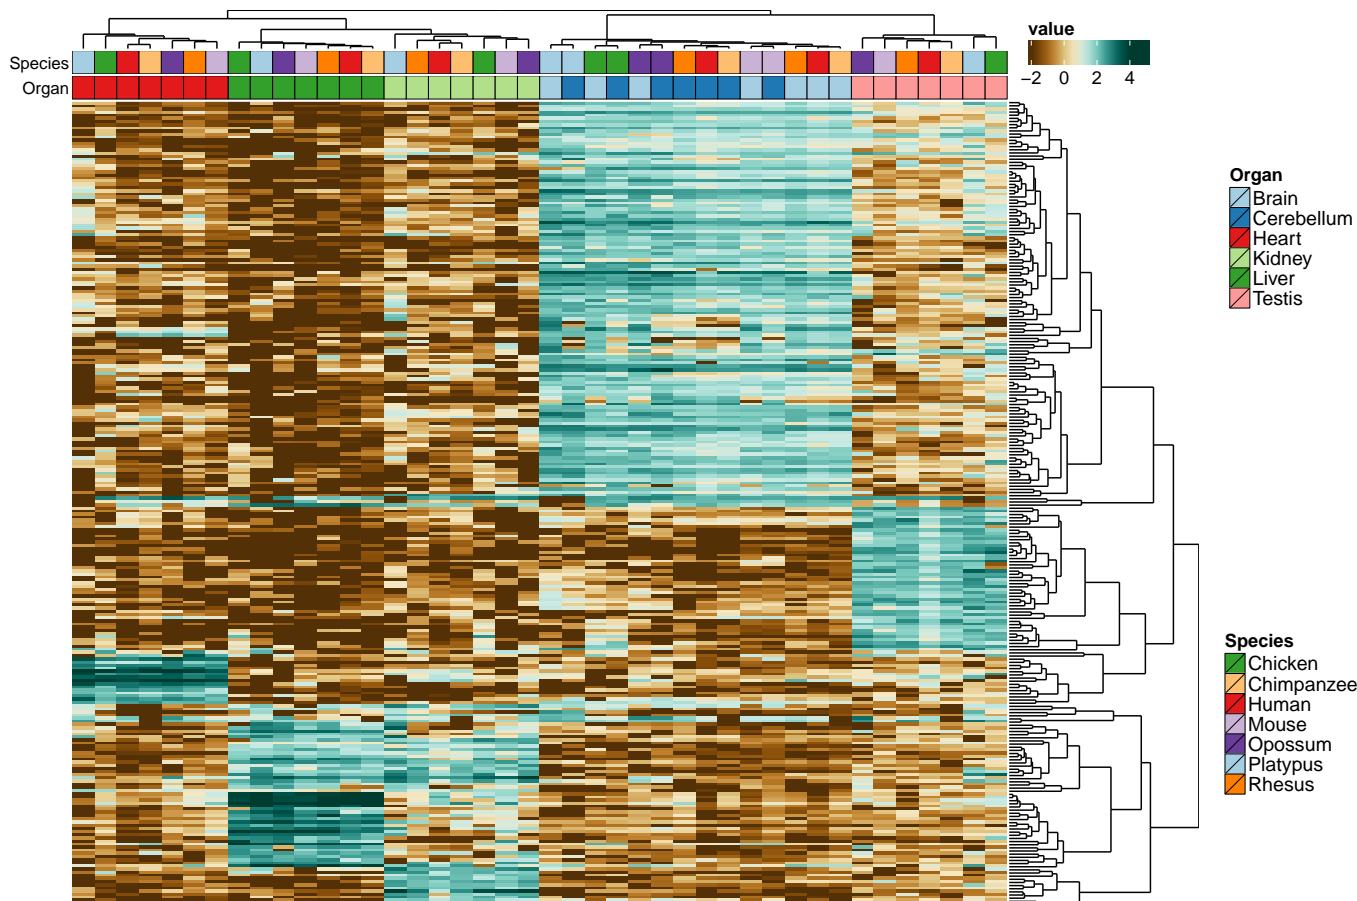 value
−2 0 2 4
Species
Organ
Organ
Brain
Cerebellum
Heart
Kidney
Liver
Testis
Species
Chicken
Chimpanzee
Human
Mouse
Opossum
Platypus
Rhesus